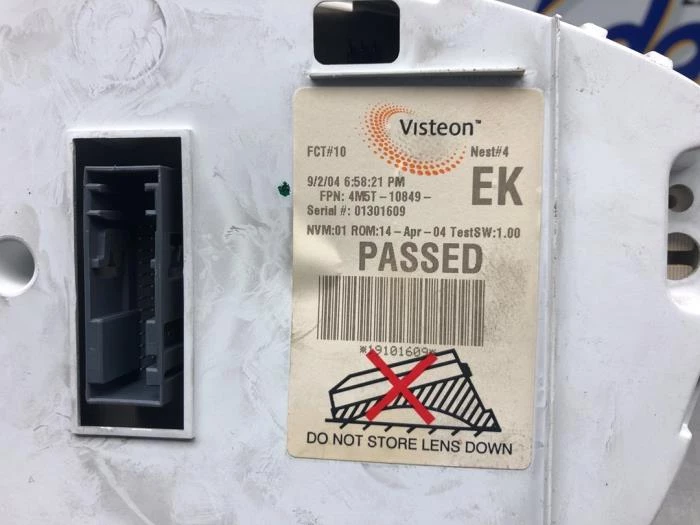 Visteon™
FCT#10 Nest#4
9/2/04 6:58:21 PM
FPN: 4M5T-10849- EK
Serial #: 01301609
NVM:01 ROM:14-Apr-04 TestSW:1.00
PASSED
*19101609*
DO NOT STORE LENS DOWN